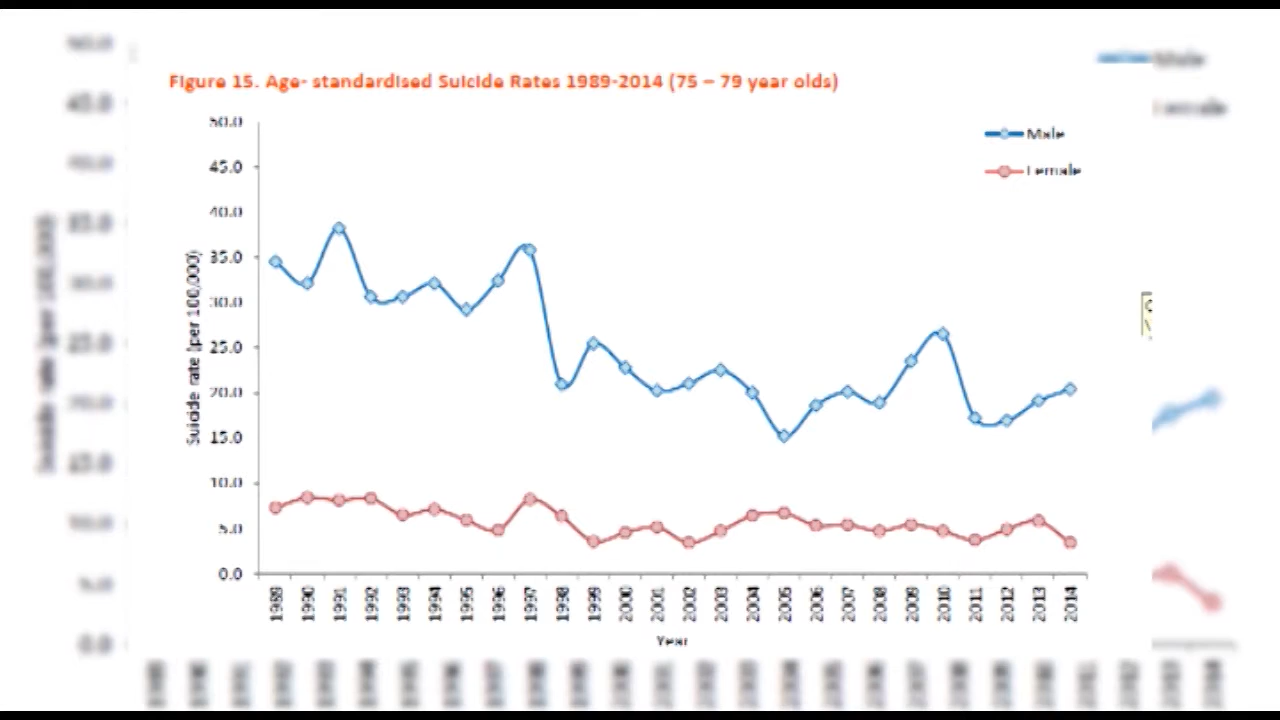 Figure 15. Age- standardised Suicide Rates 1989-2014 (75 – 79 year olds)
50.0
45.0
40.0
35.0
30.0
25.0
20.0
15.0
10.0
5.0
0.0
Suicide rate (per 100,000)
Male
Female
1989 1990 1991 1992 1993 1994 1995 1996 1997 1998 1999 2000 2001 2002 2003 2004 2005 2006 2007 2008 2009 2010 2011 2012 2013 2014
Year